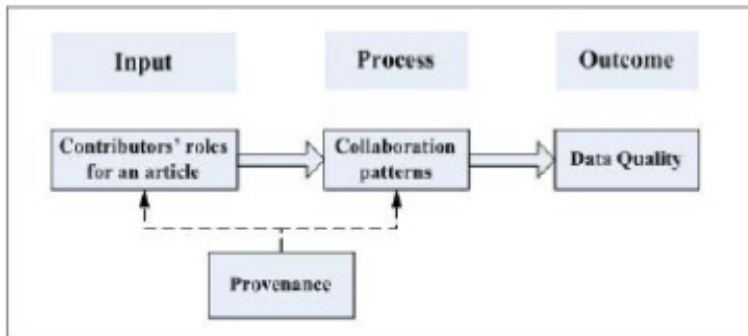 Input
Process
Outcome
Contributors' roles
for an article
Collaboration
patterns
Data Quality
Provenance